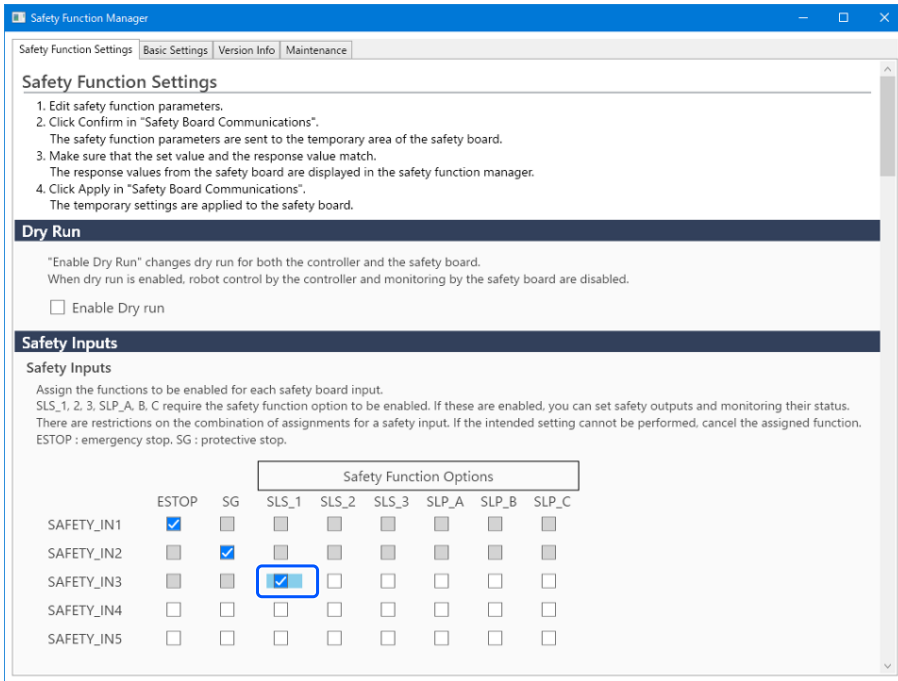 Safety Function Manager
Safety Function Settings Basic Settings Version Info Maintenance
Safety Function Settings
1. Edit safety function parameters.
2. Click Confirm in "Safety Board Communications".
The safety function parameters are sent to the temporary area of the safety board.
3. Make sure that the set value and the response value match.
The response values from the safety board are displayed in the safety function manager.
4. Click Apply in "Safety Board Communications".
The temporary settings are applied to the safety board.
Dry Run
"Enable Dry Run" changes dry run for both the controller and the safety board.
When dry run is enabled, robot control by the controller and monitoring by the safety board are disabled.
Enable Dry run
Safety Inputs
Safety Inputs
Assign the functions to be enabled for each safety board input.
SLS_1, 2, 3, SLP_A, B, C require the safety function option to be enabled. If these are enabled, you can set safety outputs and monitoring their status.
There are restrictions on the combination of assignments for a safety input. If the intended setting cannot be performed, cancel the assigned function.
ESTOP : emergency stop, SG : protective stop.
Safety Function Options
ESTOP SG SLS_1 SLS_2 SLS_3 SLP_A SLP_B SLP_C
SAFETY_IN1
SAFETY_IN2
SAFETY_IN3
SAFETY_IN4
SAFETY_IN5